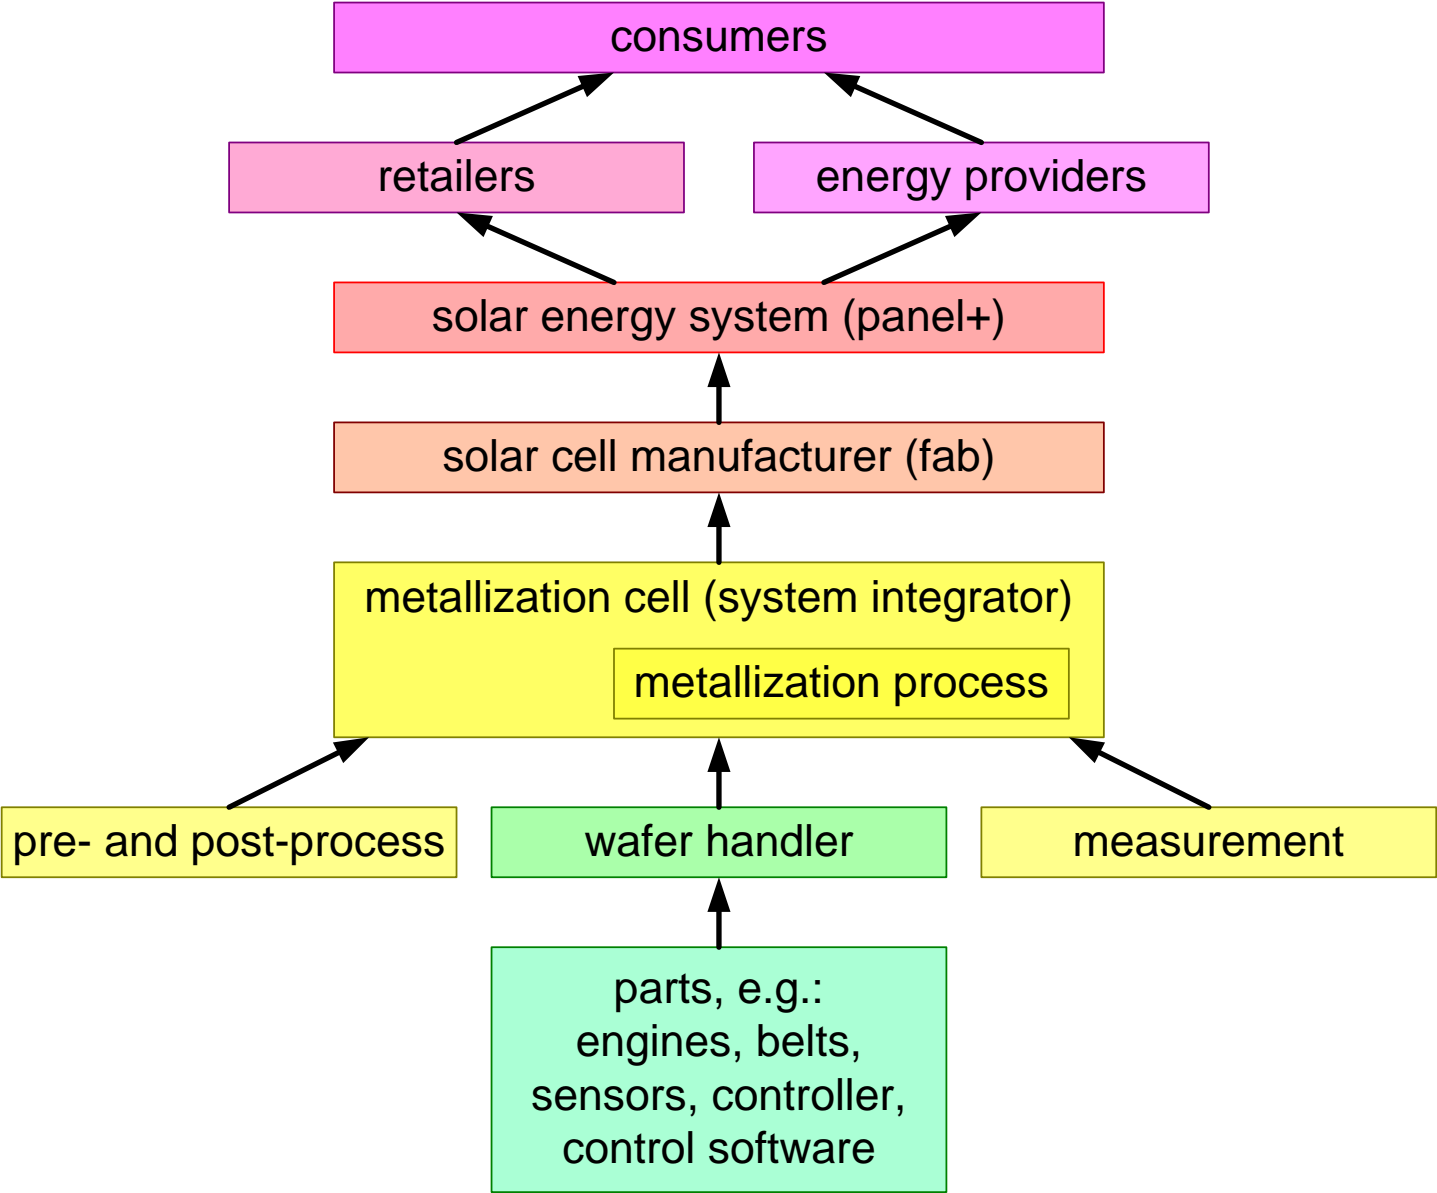 consumers
retailers
energy providers
solar energy system (panel+)
solar cell manufacturer (fab)
metallization cell (system integrator)
metallization process
pre- and post-process
wafer handler
measurement
parts, e.g.:
engines, belts,
sensors, controller,
control software